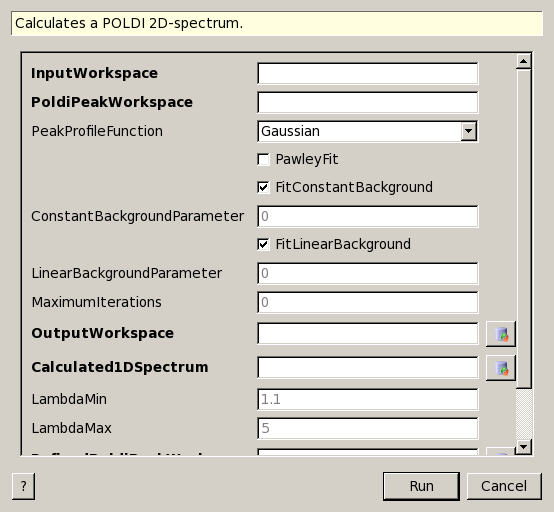 Calculates a POLDI 2D-spectrum.
InputWorkspace
PoldiPeakWorkspace
PeakProfileFunction Gaussian
PawleyFit
FitConstantBackground
ConstantBackgroundParameter 0
FitLinearBackground
LinearBackgroundParameter 0
MaximumIterations 0
OutputWorkspace
Calculated1DSpectrum
LambdaMin 1.1
LambdaMax 5
? Run Cancel